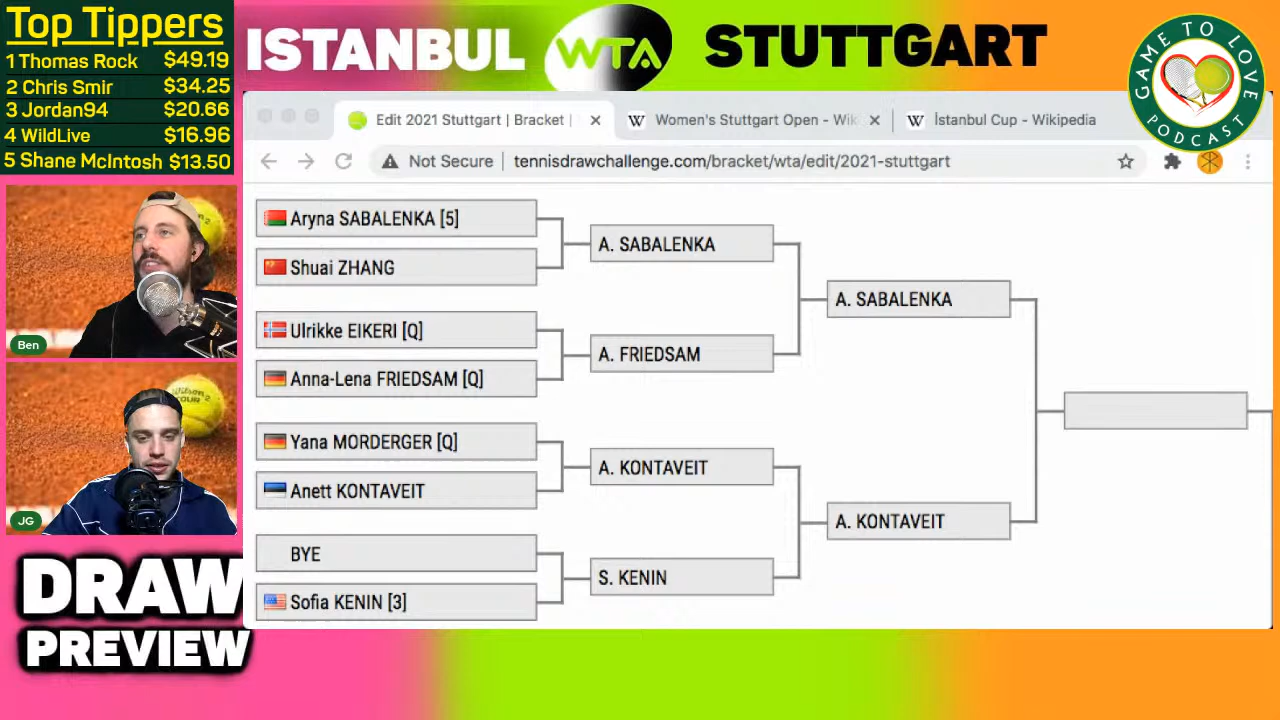 Top Tippers
1 Thomas Rock $49.19
2 Chris Smir $34.25
3 Jordan94 $20.66
4 WildLive $16.96
5 Shane McIntosh $13.50
ISTANBUL WTA STUTTGART
GAME TO LOVE
PODCAST
Edit 2021 Stuttgart | Bracket |
W Women's Stuttgart Open - Wik
W İstanbul Cup - Wikipedia
Not Secure | tennisdrawchallenge.com/bracket/wta/edit/2021-stuttgart
Aryna SABALENKA [5]
Shuai ZHANG
Ulrikke EIKERI [Q]
Anna-Lena FRIEDSAM [Q]
Yana MORDERGER [Q]
Anett KONTAVEIT
BYE
Sofia KENIN [3]
A. SABALENKA
A. FRIEDSAM
A. KONTAVEIT
S. KENIN
A. SABALENKA
A. KONTAVEIT
Ben
JG
DRAW
PREVIEW